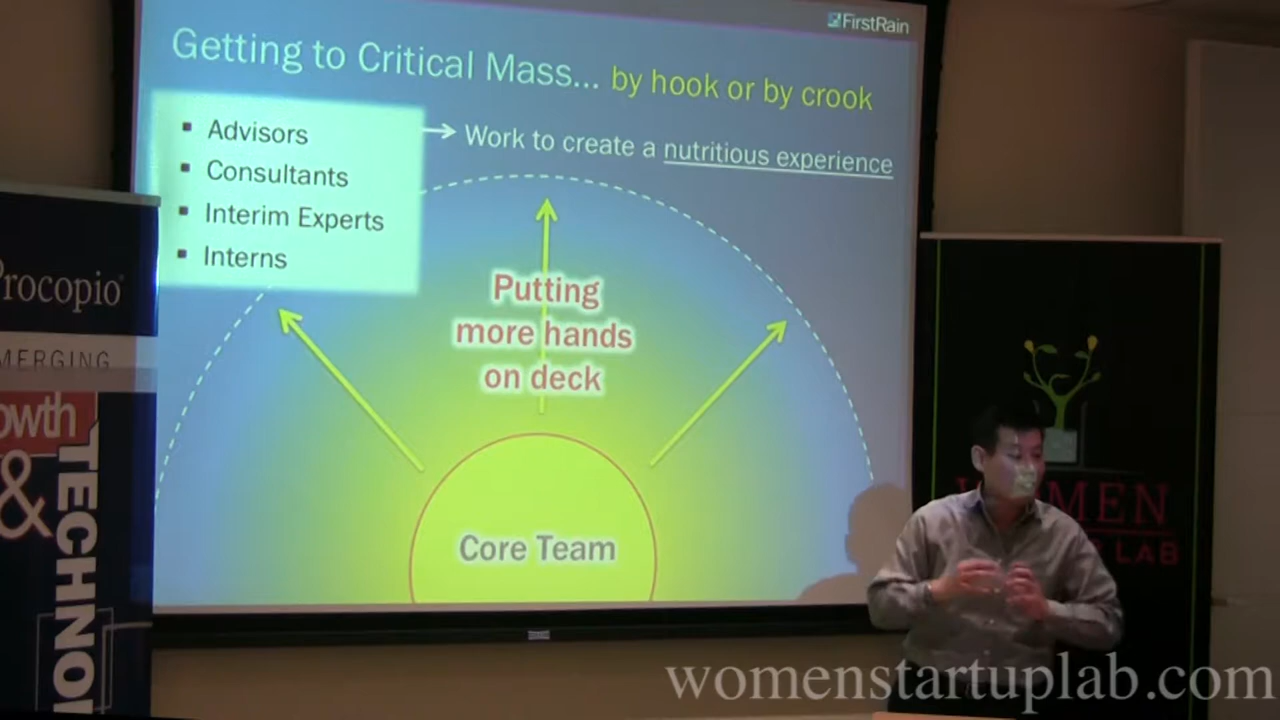 FirstRain
Getting to Critical Mass... by hook or by crook
▪ Advisors
▪ Consultants
▪ Interim Experts
▪ Interns
Work to create a nutritious experience
Putting
more hands
on deck
Core Team
rocopio
MERGING
owth
&
TECHNO
MEN
LAB
womenstartuplab.com